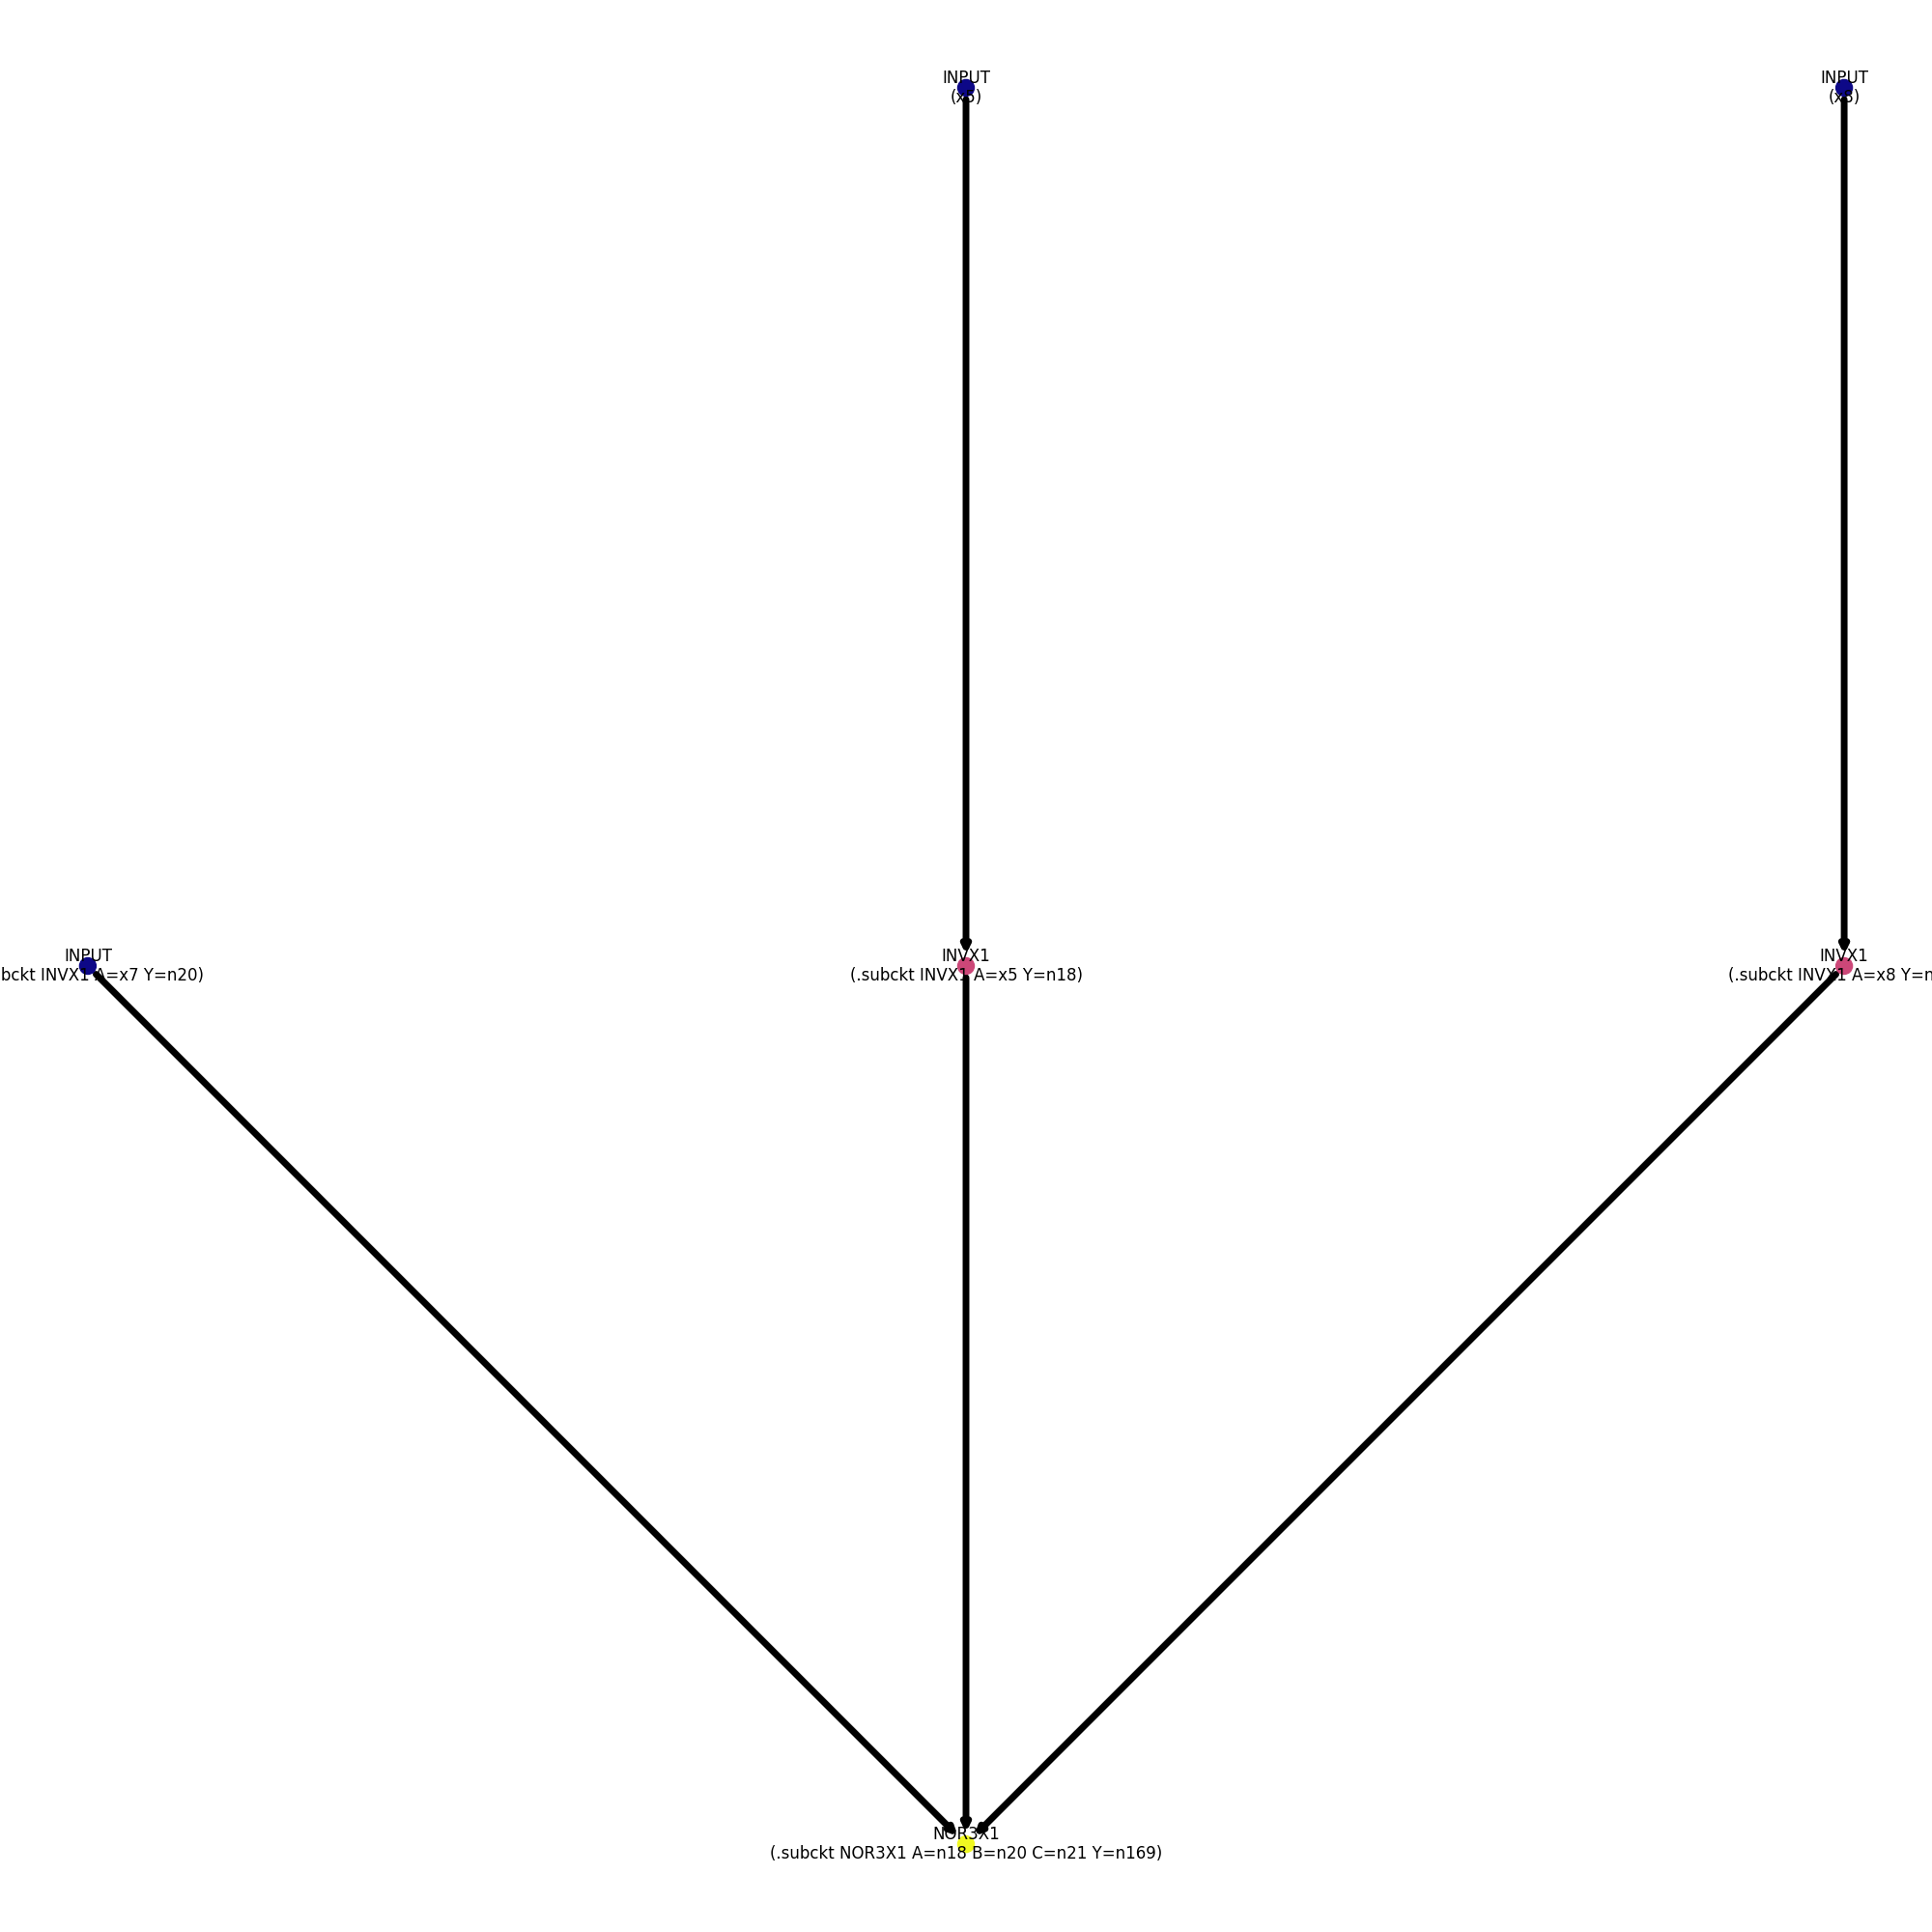 INPUT
(x5)
INPUT
(x8)
INPUT
bckt INVX1 A=x7 Y=n20)
INVX1
(.subckt INVX1 A=x5 Y=n18)
INVX1
(.subckt INVX1 A=x8 Y=n
NOR3X1
(.subckt NOR3X1 A=n18 B=n20 C=n21 Y=n169)